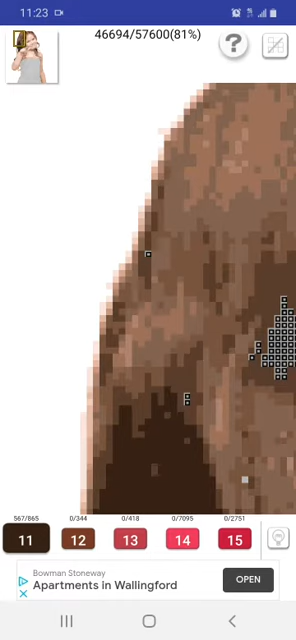 11:23
46694/57600(81%)
?
567/865 0/344 0/418 0/7095 0/2751
11 12 13 14 15
Bowman Stoneway
Apartments in Wallingford
OPEN